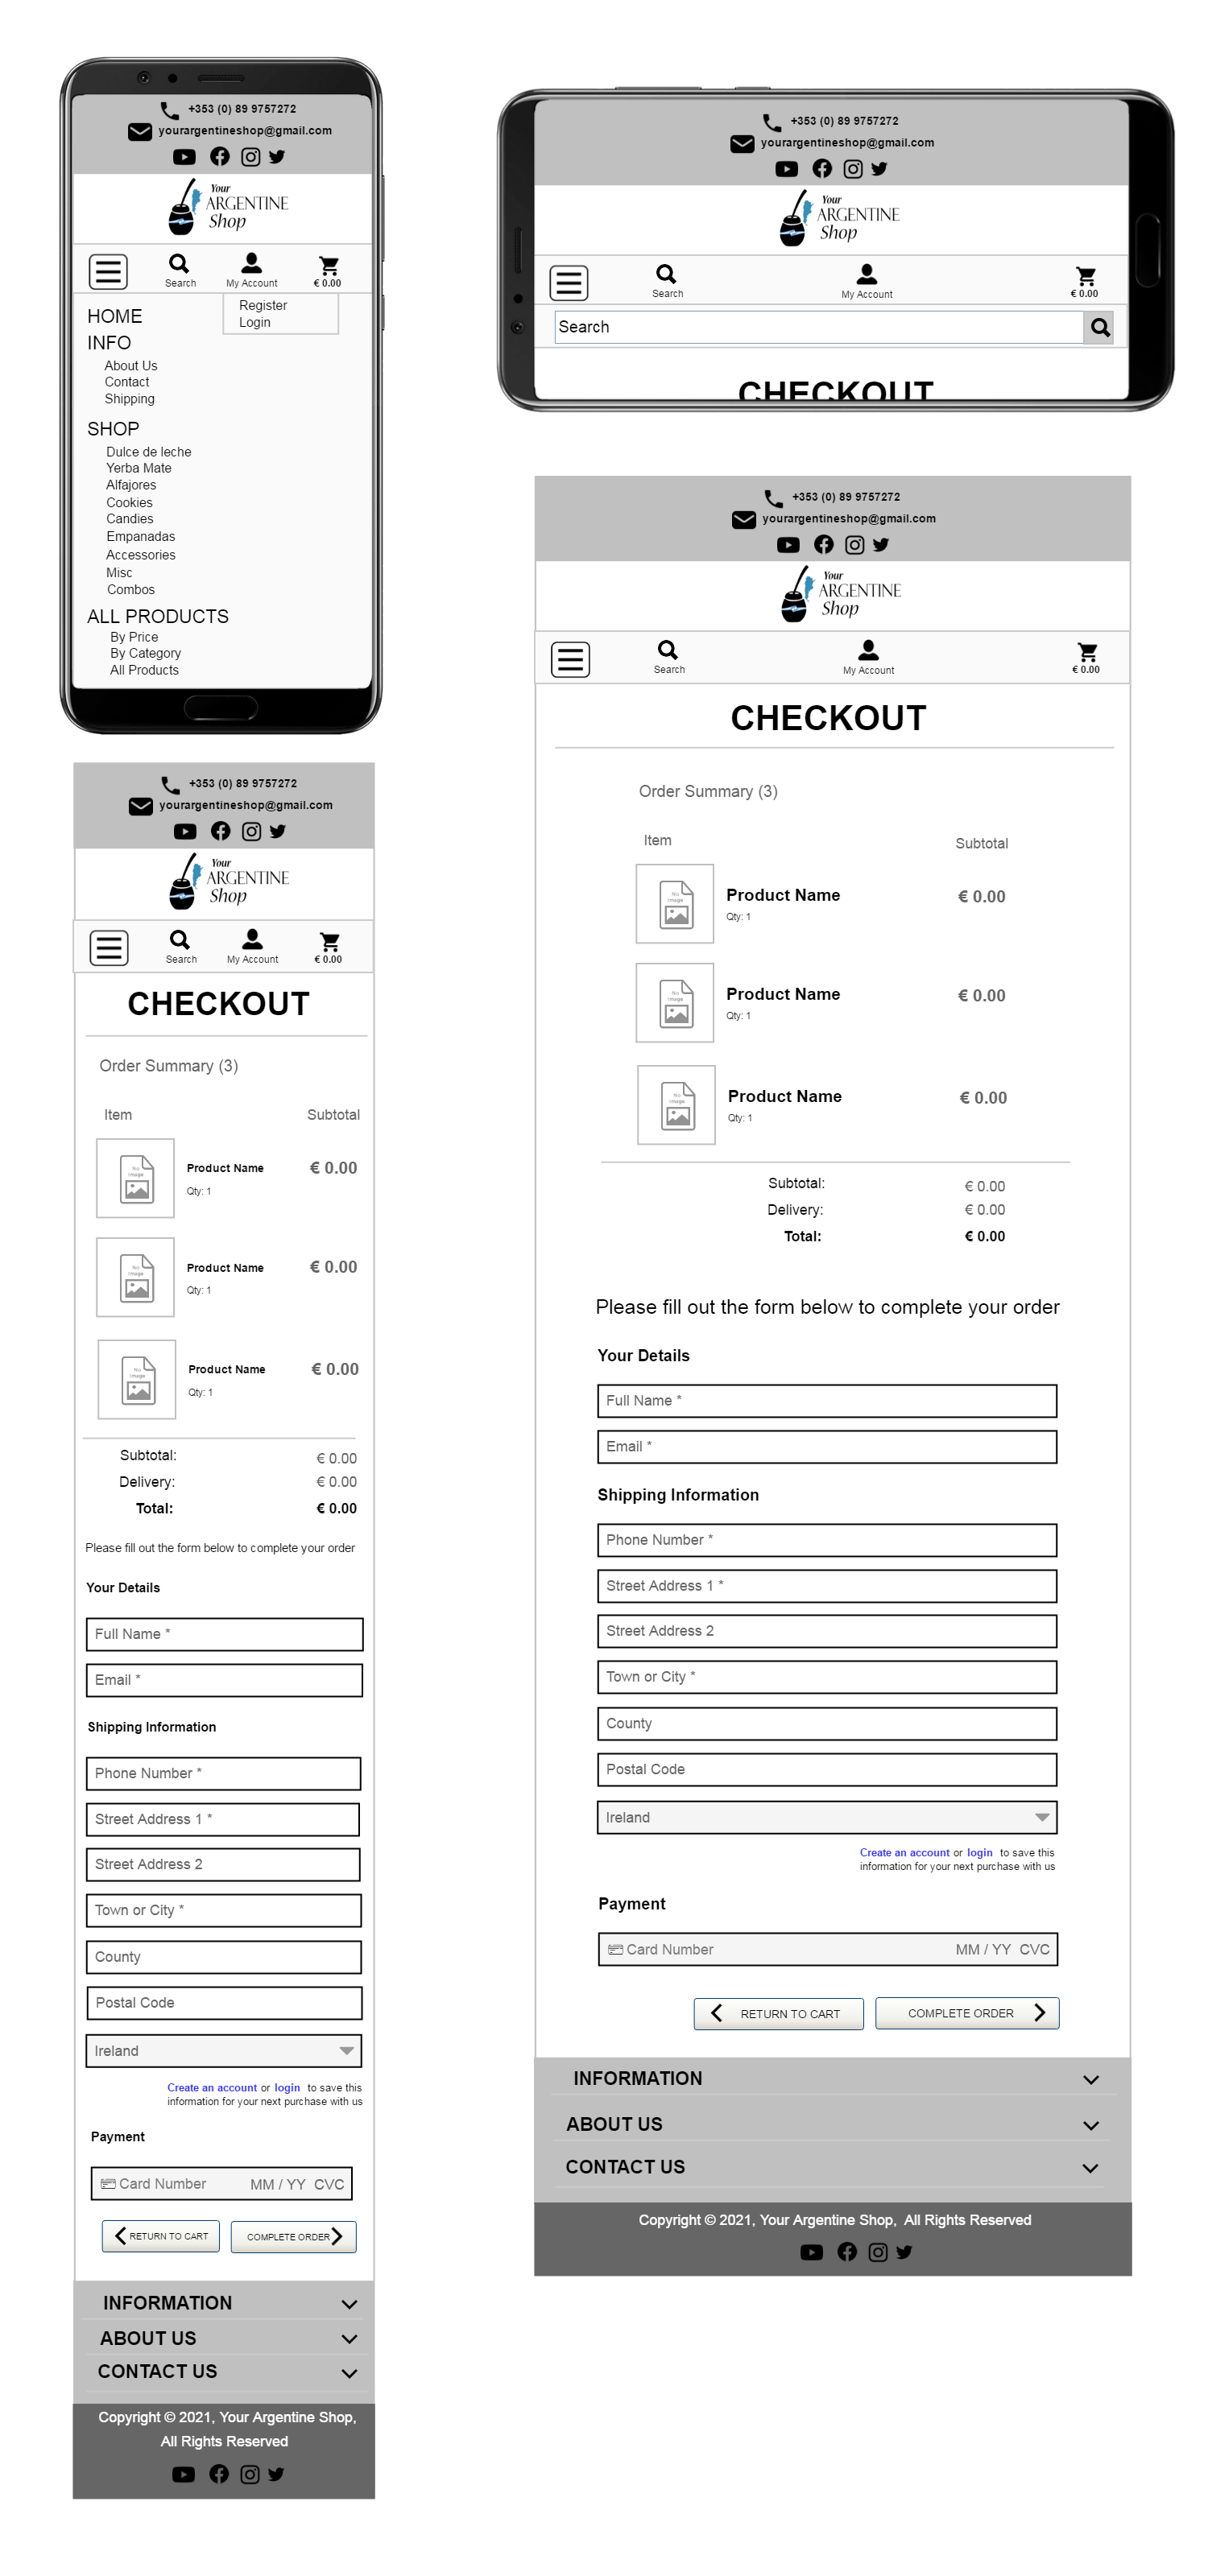 +353 (0) 89 9757272
yourargentineshop@gmail.com
Your
ARGENTINE
Shop
Search
My Account
€ 0.00
Register
Login
HOME
INFO
About Us
Contact
Shipping
SHOP
Dulce de leche
Yerba Mate
Alfajores
Cookies
Candies
Empanadas
Accessories
Misc
Combos
ALL PRODUCTS
By Price
By Category
All Products
+353 (0) 89 9757272
yourargentineshop@gmail.com
Your
ARGENTINE
Shop
Search
My Account
€ 0.00
CHECKOUT
Order Summary (3)
Item Subtotal
No
Image
Product Name € 0.00
Qty: 1
No
Image
Product Name € 0.00
Qty: 1
No
Image
Product Name € 0.00
Qty: 1
Subtotal: € 0.00
Delivery: € 0.00
Total: € 0.00
Please fill out the form below to complete your order
Your Details
Full Name *
Email *
Shipping Information
Phone Number *
Street Address 1 *
Street Address 2
Town or City *
County
Postal Code
Ireland
Create an account or login to save this
information for your next purchase with us
Payment
Card Number MM / YY CVC
RETURN TO CART COMPLETE ORDER
INFORMATION
ABOUT US
CONTACT US
Copyright © 2021, Your Argentine Shop,
All Rights Reserved
+353 (0) 89 9757272
yourargentineshop@gmail.com
Your
ARGENTINE
Shop
Search
My Account
€ 0.00
Search
CHECKOUT
+353 (0) 89 9757272
yourargentineshop@gmail.com
Your
ARGENTINE
Shop
Search
My Account
€ 0.00
CHECKOUT
Order Summary (3)
Item Subtotal
No
Image
Product Name € 0.00
Qty: 1
No
Image
Product Name € 0.00
Qty: 1
No
Image
Product Name € 0.00
Qty: 1
Subtotal: € 0.00
Delivery: € 0.00
Total: € 0.00
Please fill out the form below to complete your order
Your Details
Full Name *
Email *
Shipping Information
Phone Number *
Street Address 1 *
Street Address 2
Town or City *
County
Postal Code
Ireland
Create an account or login to save this
information for your next purchase with us
Payment
Card Number MM / YY CVC
RETURN TO CART COMPLETE ORDER
INFORMATION
ABOUT US
CONTACT US
Copyright © 2021, Your Argentine Shop, All Rights Reserved